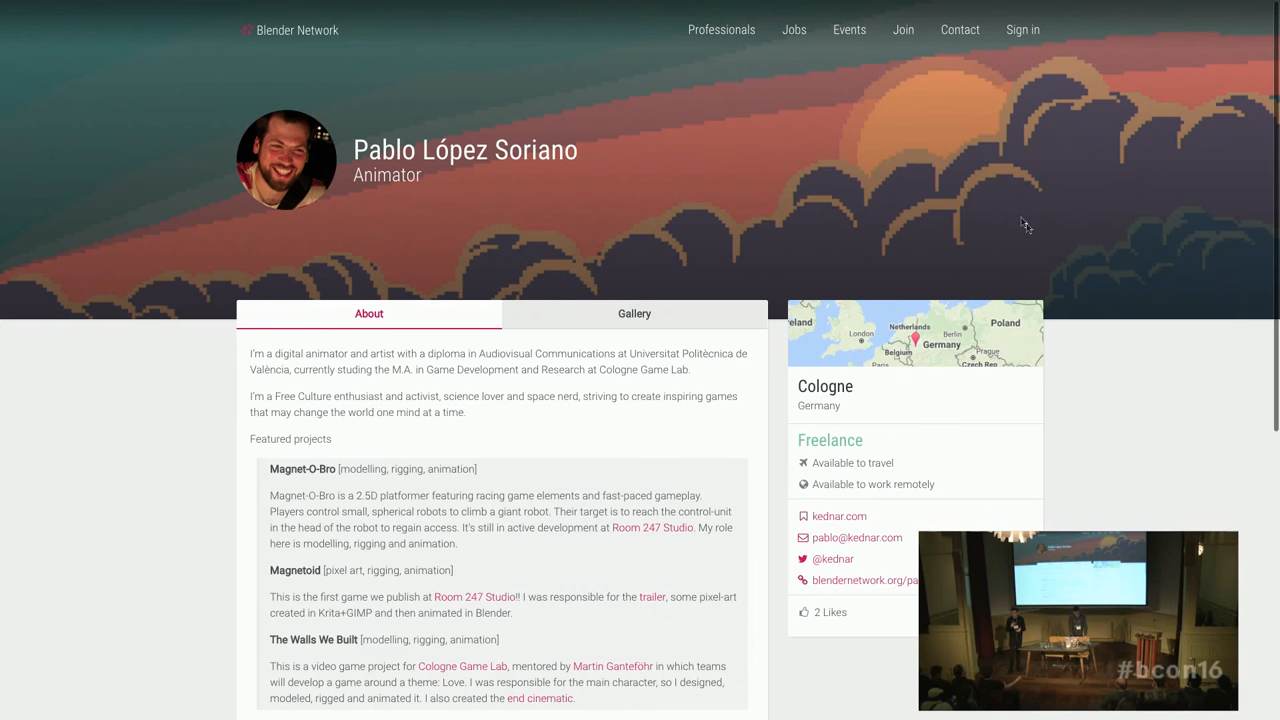 Blender Network
Professionals Jobs Events Join Contact Sign in
Pablo López Soriano
Animator
About
Gallery
I'm a digital animator and artist with a diploma in Audiovisual Communications at Universitat Politècnica de
València, currently studing the M.A. in Game Development and Research at Cologne Game Lab.
I'm a Free Culture enthusiast and activist, science lover and space nerd, striving to create inspiring games
that may change the world one mind at a time.
Featured projects
Magnet-O-Bro [modelling, rigging, animation]
Magnet-O-Bro is a 2.5D platformer featuring racing game elements and fast-paced gameplay.
Players control small, spherical robots to climb a giant robot. Their target is to reach the control-unit
in the head of the robot to regain access. It's still in active development at Room 247 Studio. My role
here is modelling, rigging and animation.
Magnetoid [pixel art, rigging, animation]
This is the first game we publish at Room 247 Studio!! I was responsible for the trailer, some pixel-art
created in Krita+GIMP and then animated in Blender.
The Walls We Built [modelling, rigging, animation]
This is a video game project for Cologne Game Lab, mentored by Martin Ganteföhr in which teams
will develop a game around a theme: Love. I was responsible for the main character, so I designed,
modeled, rigged and animated it. I also created the end cinematic.
eland
London
Netherlands
Berlin
Poland
Belgium
Germany
Prague
Paris
Czech Rep
Cologne
Germany
Freelance
Available to travel
Available to work remotely
kednar.com
pablo@kednar.com
@kednar
blendernetwork.org/pa
2 Likes
#bcon16